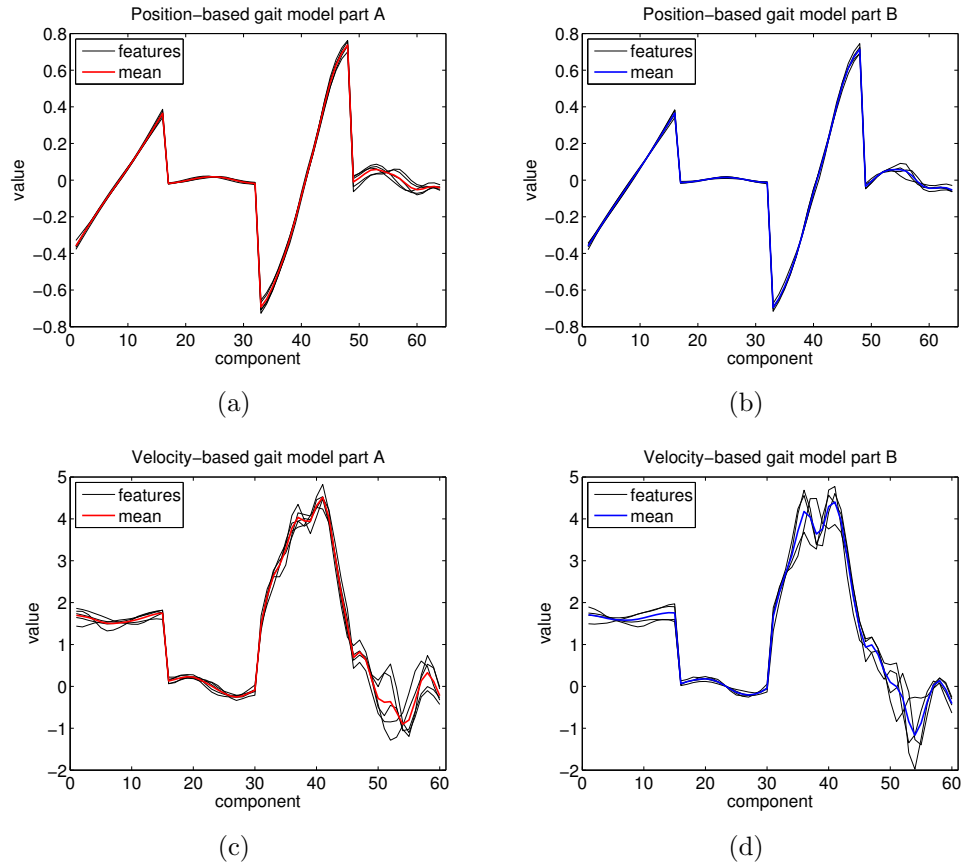 Position−based gait model part A
features
mean
value
0.8
0.6
0.4
0.2
0
−0.2
−0.4
−0.6
−0.8
0 10 20 30 40 50 60
component
(a)
Position−based gait model part B
features
mean
value
0.8
0.6
0.4
0.2
0
−0.2
−0.4
−0.6
−0.8
0 10 20 30 40 50 60
component
(b)
Velocity−based gait model part A
features
mean
value
5
4
3
2
1
0
−1
−2
0 10 20 30 40 50 60
component
(c)
Velocity−based gait model part B
features
mean
value
5
4
3
2
1
0
−1
−2
0 10 20 30 40 50 60
component
(d)